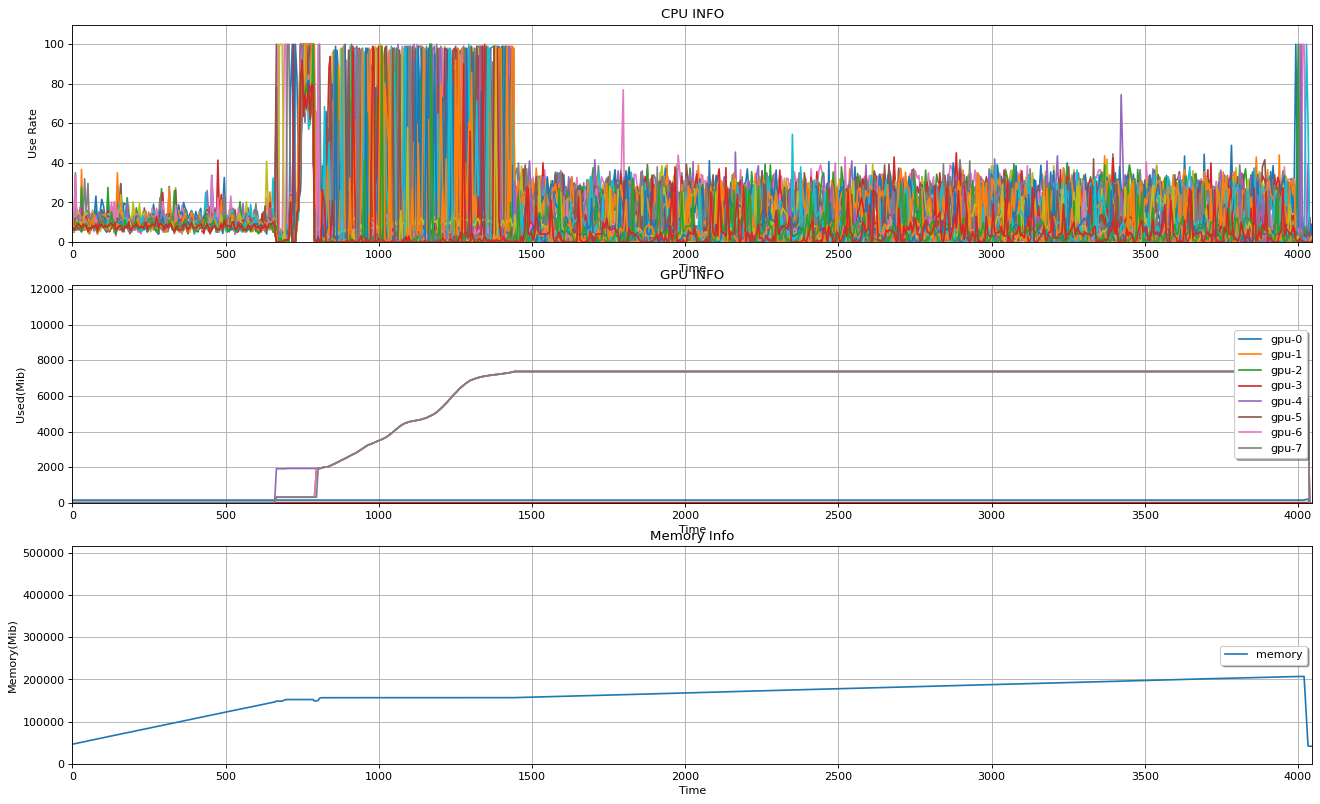 CPU INFO
Use Rate
100
80
60
40
20
0
0 500 1000 1500 2000 2500 3000 3500 4000
Time
GPU INFO
Used(Mib)
12000
10000
8000
6000
4000
2000
0
gpu-0
gpu-1
gpu-2
gpu-3
gpu-4
gpu-5
gpu-6
gpu-7
0 500 1000 1500 2000 2500 3000 3500 4000
Time
Memory Info
Memory(Mib)
500000
400000
300000
200000
100000
0
memory
0 500 1000 1500 2000 2500 3000 3500 4000
Time